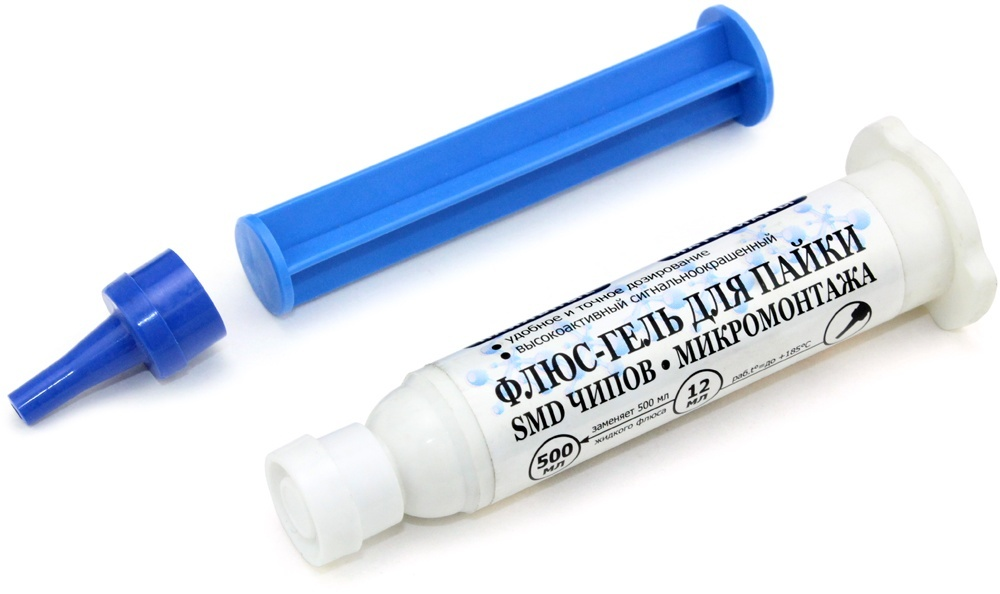 • удобное и точное дозирование
• высокоактивный сигнальноокрашенный
ФЛЮС-ГЕЛЬ ДЛЯ ПАЙКИ
SMD ЧИПОВ • МИКРОМОНТАЖА
500 МЛ
заменяет 500 мл
жидкого флюса
12 МЛ
раб.t°=до +185°C